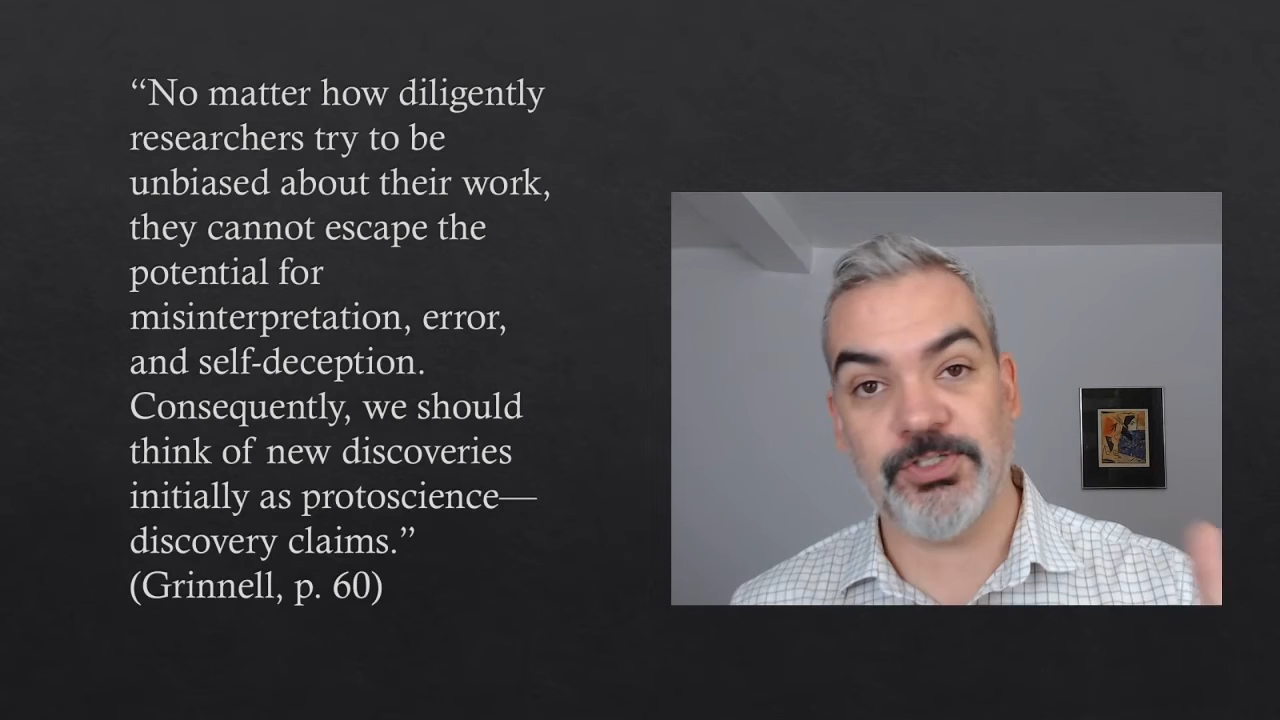 “No matter how diligently
researchers try to be
unbiased about their work,
they cannot escape the
potential for
misinterpretation, error,
and self-deception.
Consequently, we should
think of new discoveries
initially as protoscience—
discovery claims.”
(Grinnell, p. 60)